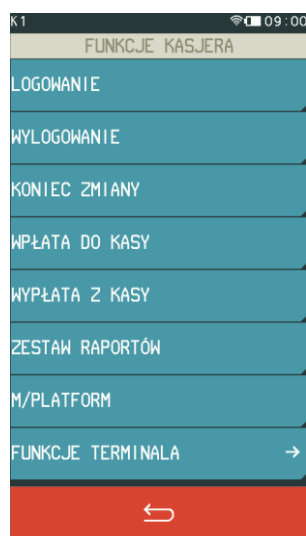 K1 09:00
FUNKCJE KASJERA
LOGOWANIE
WYLOGOWANIE
KONIEC ZMIANY
WPŁATA DO KASY
WYPŁATA Z KASY
ZESTAW RAPORTÓW
M/PLATFORM
FUNKCJE TERMINALA →